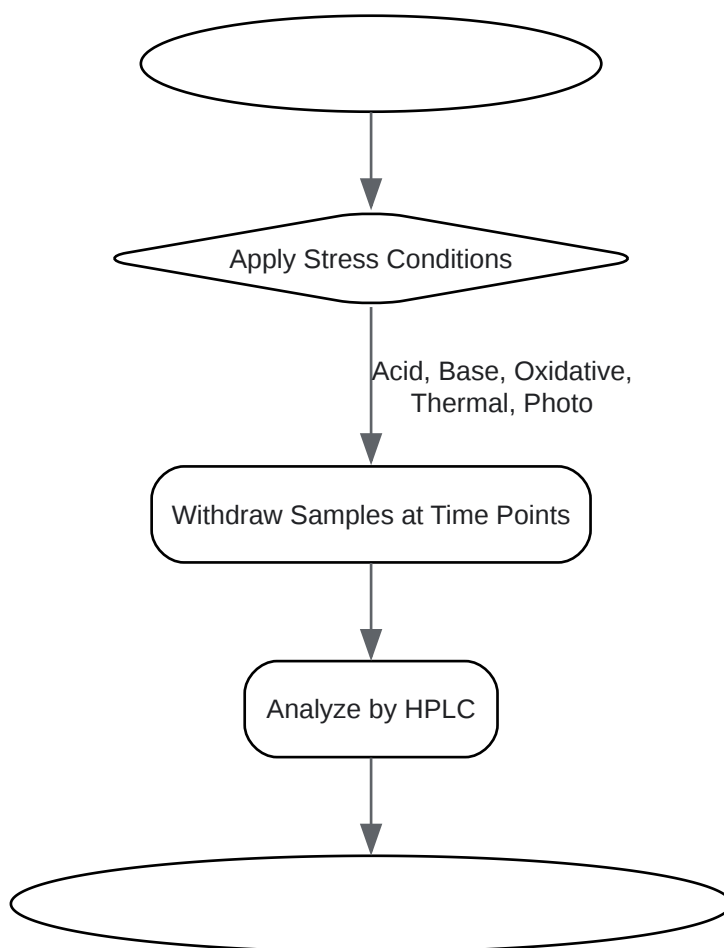 Apply Stress Conditions
Acid, Base, Oxidative,
Thermal, Photo
Withdraw Samples at Time Points
Analyze by HPLC